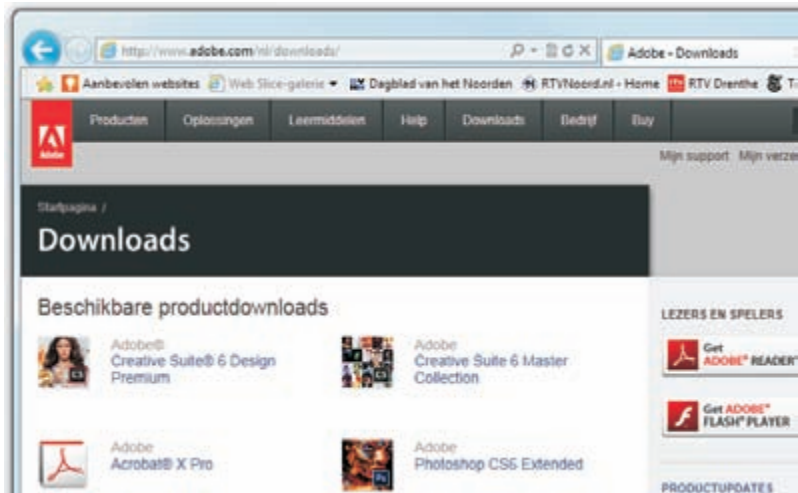 http://www.adobe.com/nl/downloads/
Adobe - Downloads
Aanbevolen websites Web Slice-galerie Dagblad van het Noorden RTVNoord.nl - Home RTV Drenthe
Adobe
Producten Oplossingen Leermiddelen Help Downloads Bedrijf Buy
Mijn support Mijn
Startpagina /
Downloads
Beschikbare productdownloads
Adobe®
Creative Suite® 6 Design
Premium
Adobe
Creative Suite 6 Master
Collection
Adobe
Acrobat® X Pro
Adobe
Photoshop CS6 Extended
LEZERS EN SPELERS
Get
ADOBE® READER®
Get ADOBE®
FLASH® PLAYER
PRODUCTUPDATES